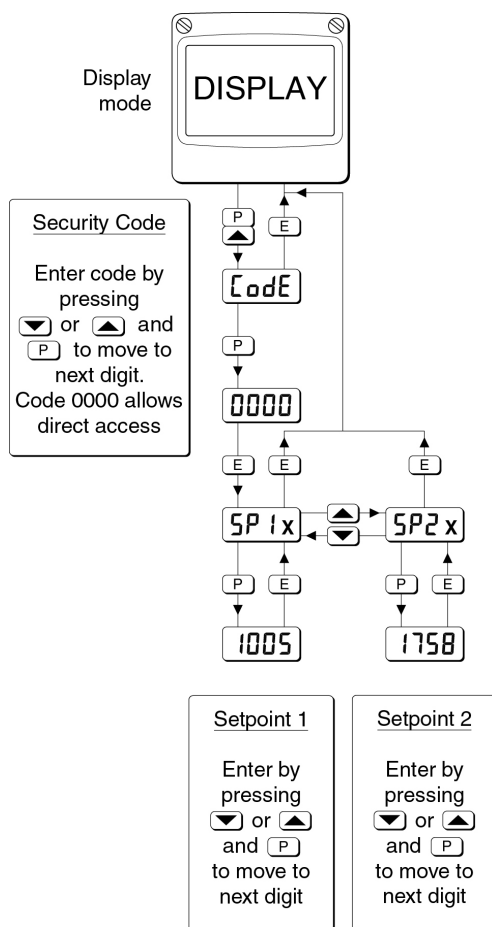 Display
mode
DISPLAY
P
E
Security Code
Enter code by
pressing
or and
P to move to
next digit.
Code 0000 allows
direct access
CodE
P
0000
E E E
SP1x SP2x
P E P E
1005 1758
Setpoint 1
Enter by
pressing
or
and P
to move to
next digit
Setpoint 2
Enter by
pressing
or
and P
to move to
next digit